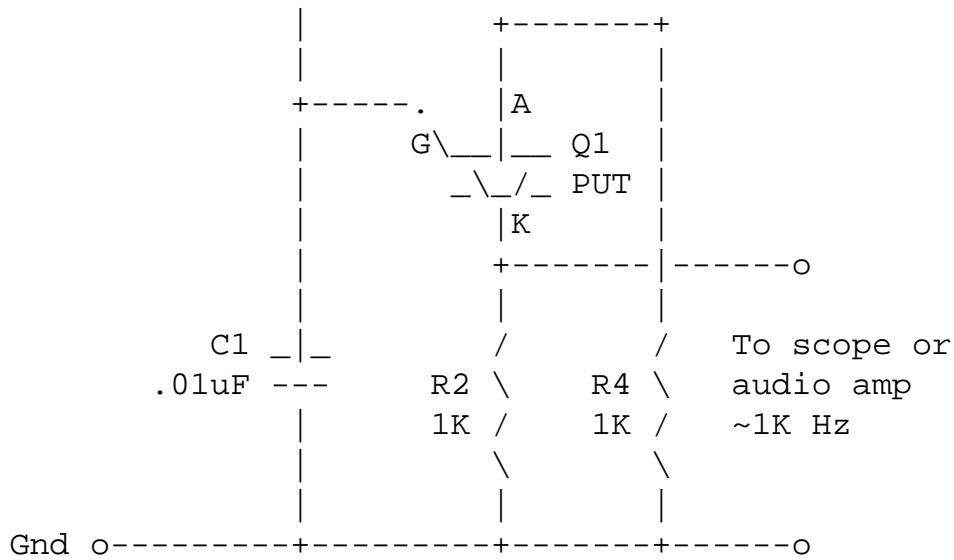 A
G Q1
PUT
K
C1 To scope or
.01uF R2 R4 audio amp
1K 1K ~1K Hz
Gnd